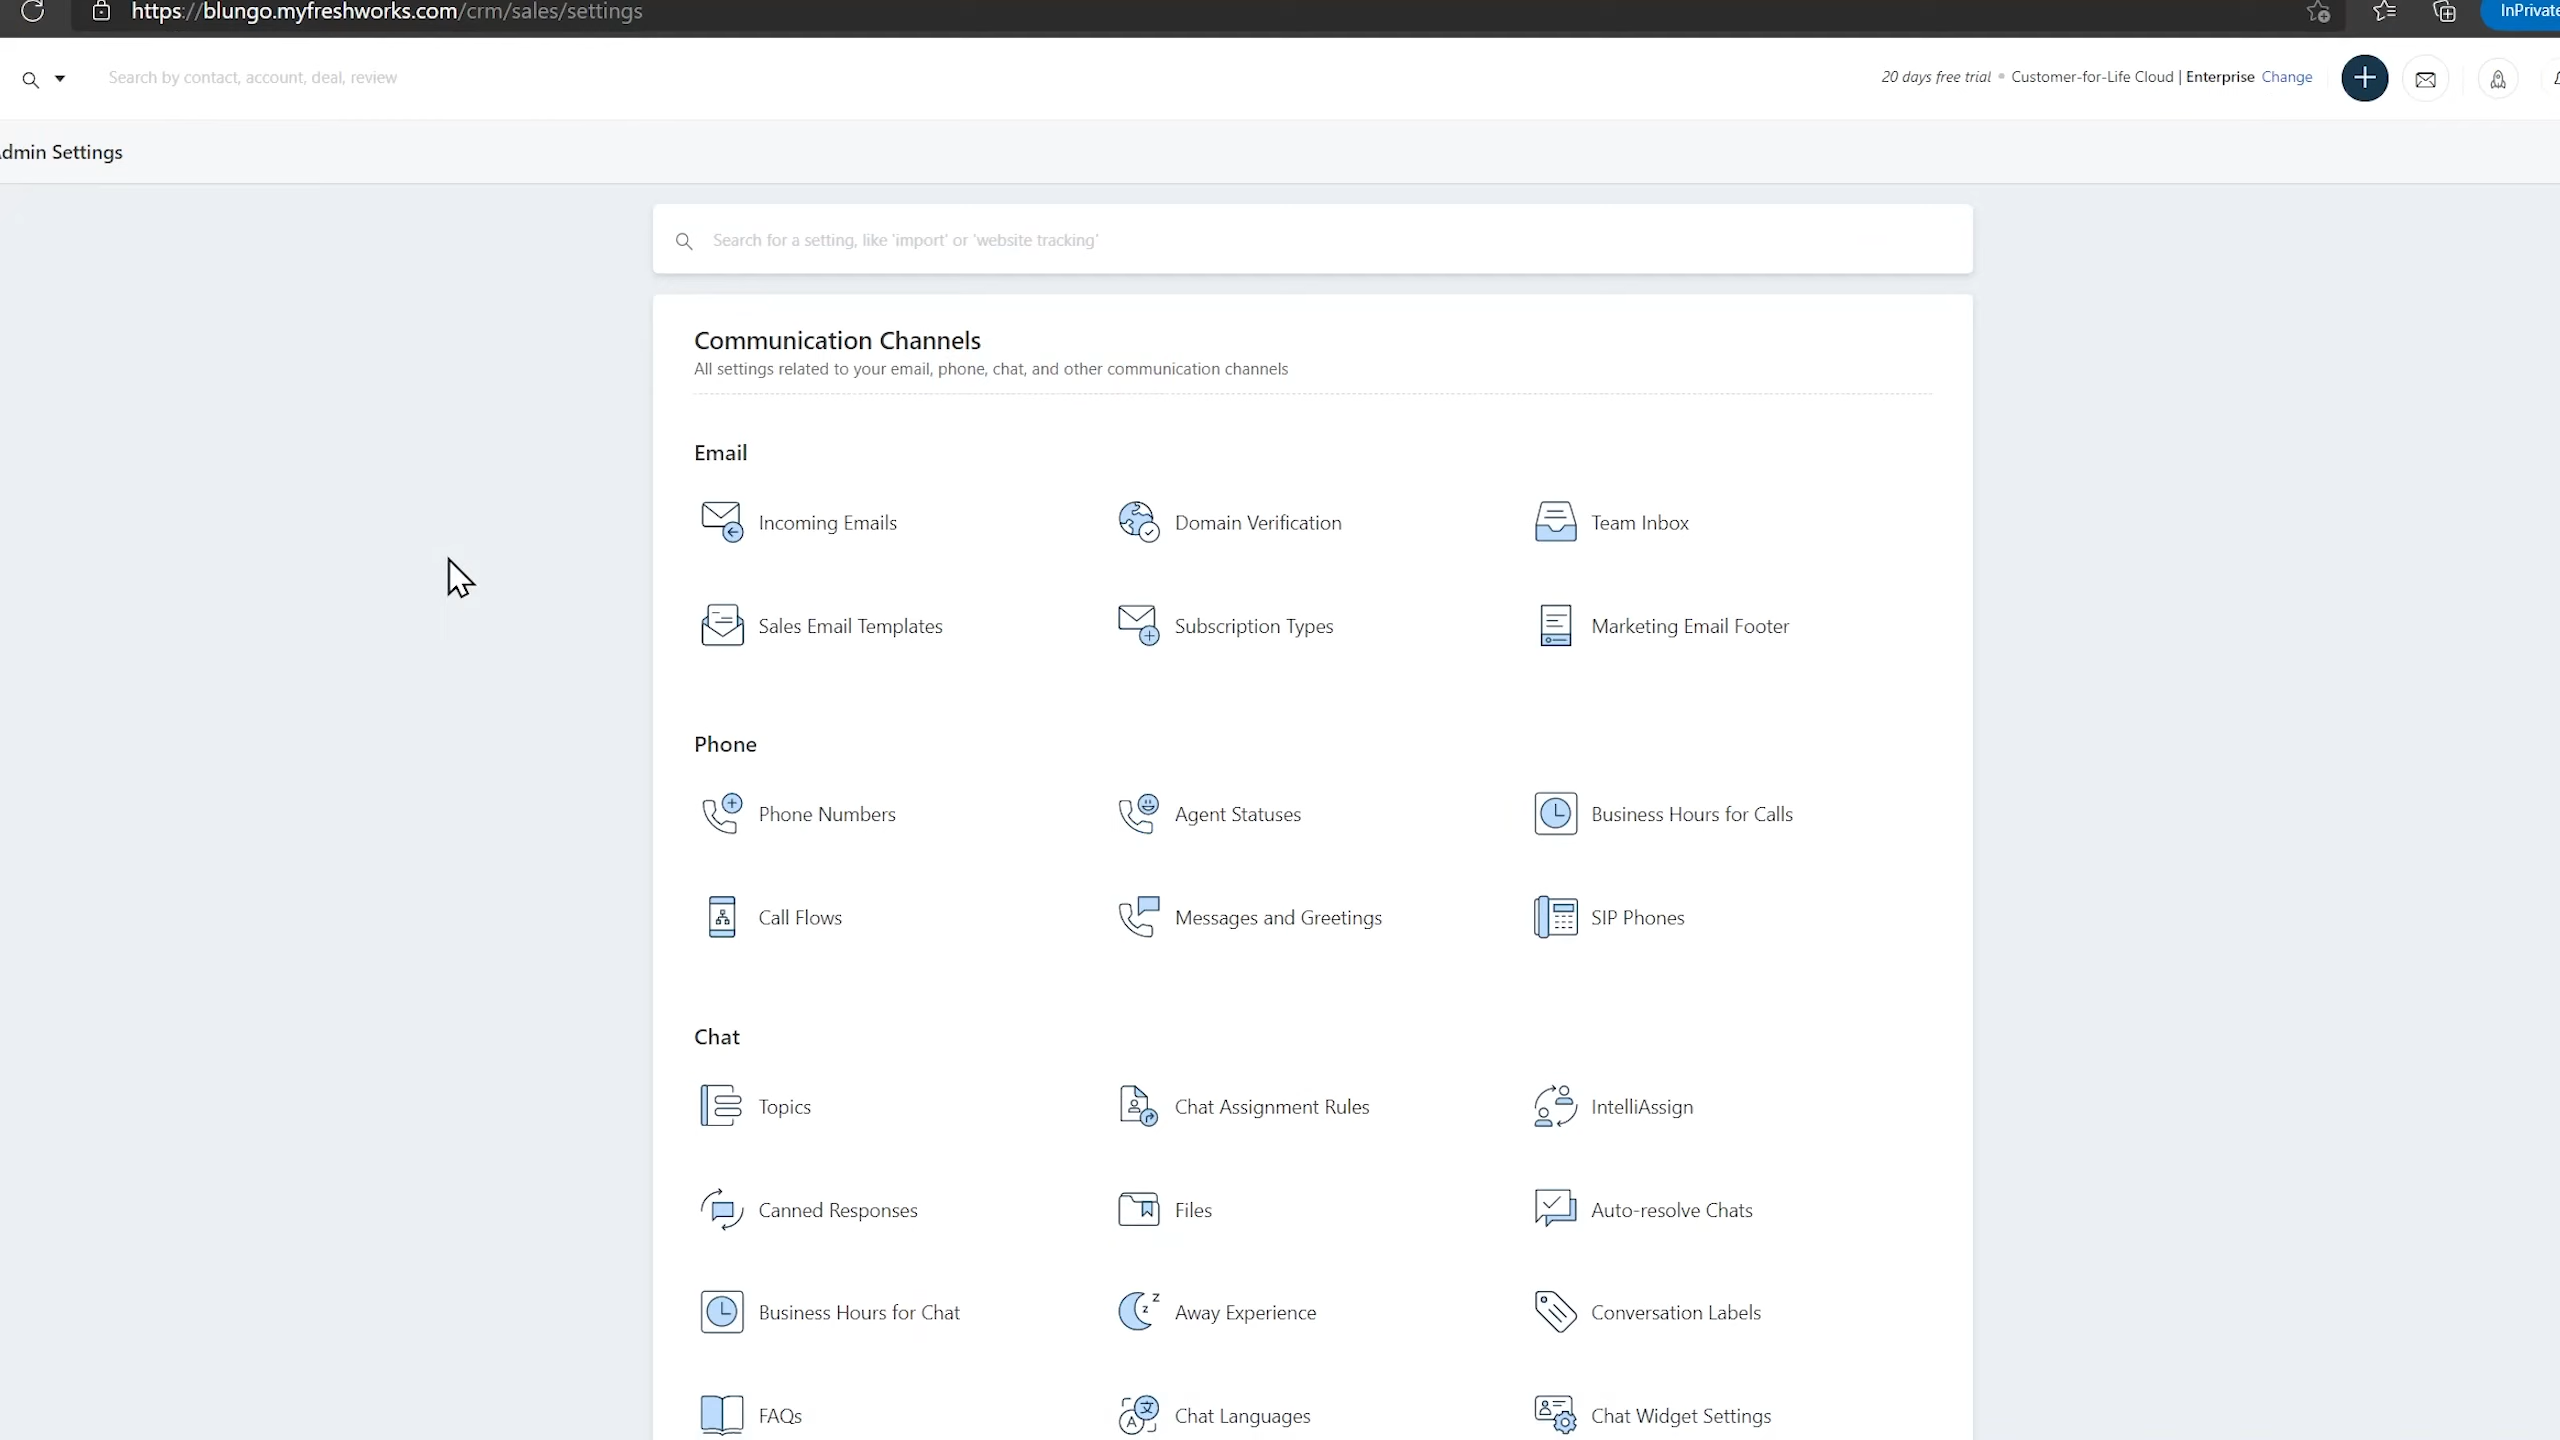 https://blungo.myfreshworks.com/crm/sales/settings
InPrivate
Search by contact, account, deal, review
20 days free trial • Customer-for-Life Cloud | Enterprise Change
dmin Settings
Search for a setting, like 'import' or 'website tracking'
Communication Channels
All settings related to your email, phone, chat, and other communication channels
Email
Incoming Emails
Domain Verification
Team Inbox
Sales Email Templates
Subscription Types
Marketing Email Footer
Phone
Phone Numbers
Agent Statuses
Business Hours for Calls
Call Flows
Messages and Greetings
SIP Phones
Chat
Topics
Chat Assignment Rules
IntelliAssign
Canned Responses
Files
Auto-resolve Chats
Business Hours for Chat
Away Experience
Conversation Labels
FAQs
Chat Languages
Chat Widget Settings